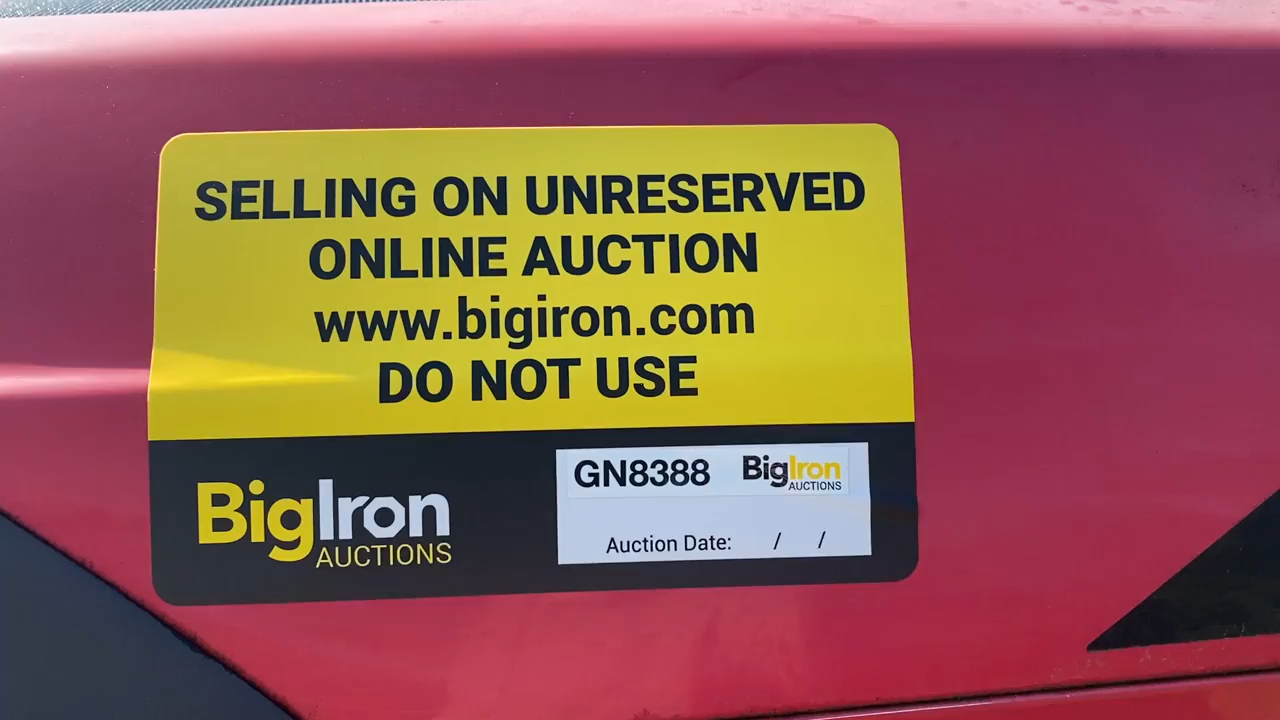 SELLING ON UNRESERVED
ONLINE AUCTION
www.bigiron.com
DO NOT USE
BigIron
AUCTIONS
GN8388
BigIron
AUCTIONS
Auction Date: / /